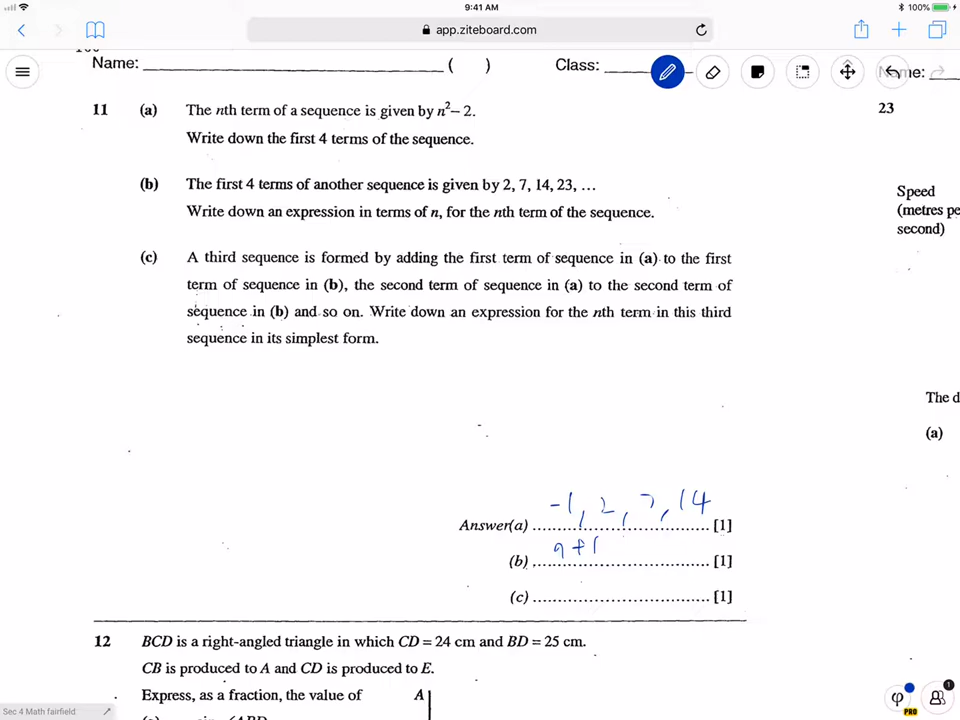 9:41 AM
100%
app.ziteboard.com
Name: ( ) Class:
11 (a) The nth term of a sequence is given by n² – 2.
Write down the first 4 terms of the sequence.
(b) The first 4 terms of another sequence is given by 2, 7, 14, 23, ...
Write down an expression in terms of n, for the nth term of the sequence.
(c) A third sequence is formed by adding the first term of sequence in (a) to the first
term of sequence in (b), the second term of sequence in (a) to the second term of
sequence in (b) and so on. Write down an expression for the nth term in this third
sequence in its simplest form.
-1, 2, 7, 14
Answer(a) [1]
n+1
(b) [1]
(c) [1]
12 BCD is a right-angled triangle in which CD = 24 cm and BD = 25 cm.
CB is produced to A and CD is produced to E.
Express, as a fraction, the value of A
23
Speed
(metres pe
second)
The d
(a)
Sec 4 Math fairfield
φ PRO
1